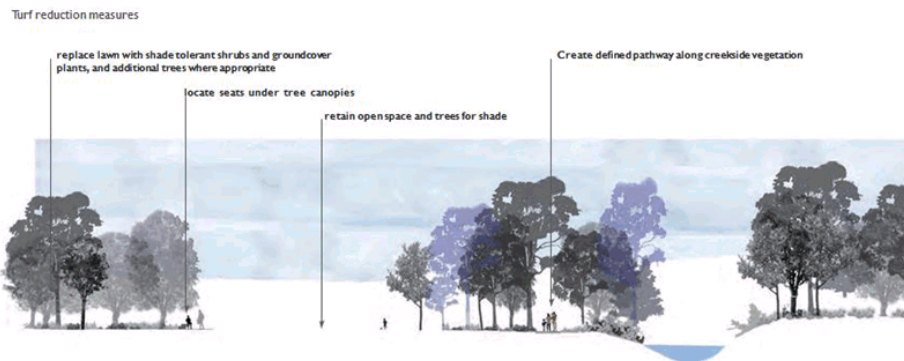 Turf reduction measures
replace lawn with shade tolerant shrubs and groundcover
plants, and additional trees where appropriate
Create defined pathway along creekside vegetation
locate seats under tree canopies
retain open space and trees for shade